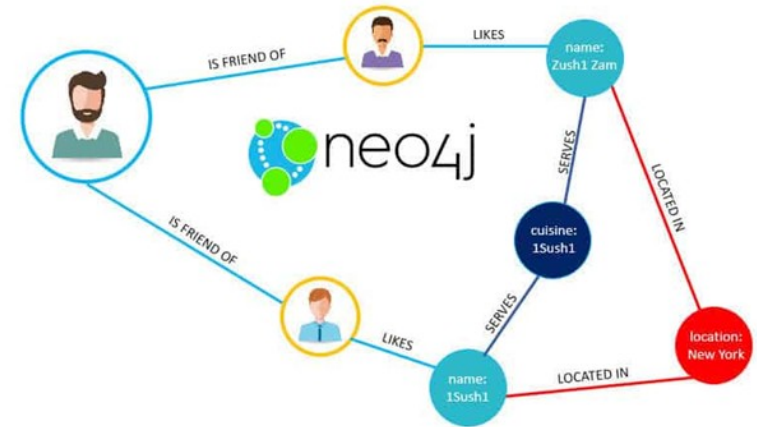 IS FRIEND OF
LIKES
name:
Zush1 Zam
neo4j
SERVES
LOCATED IN
cuisine:
1Sush1
IS FRIEND OF
SERVES
location:
New York
LIKES
name:
1Sush1
LOCATED IN